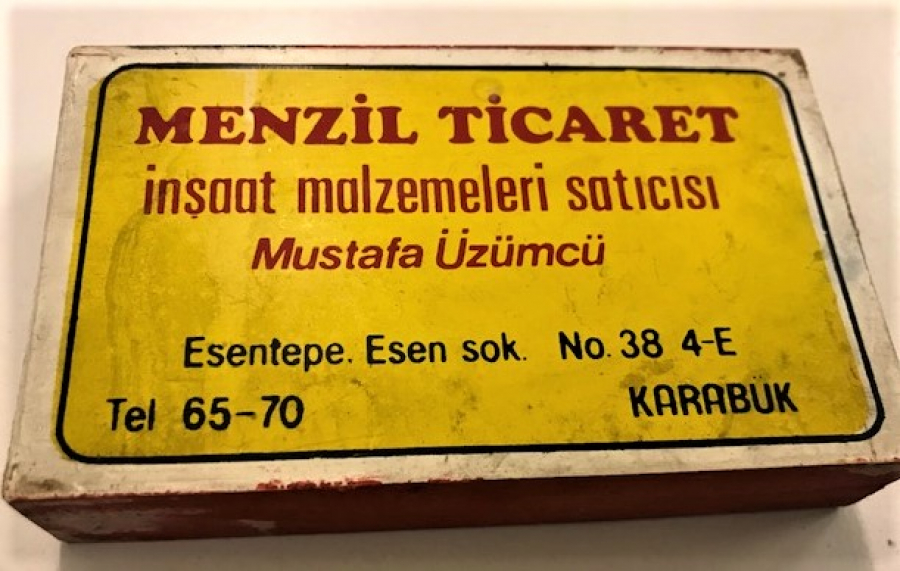 MENZİL TİCARET
inşaat malzemeleri satıcısı
Mustafa Üzümcü
Esentepe. Esen sok. No. 38 4-E
Tel 65-70 KARABÜK